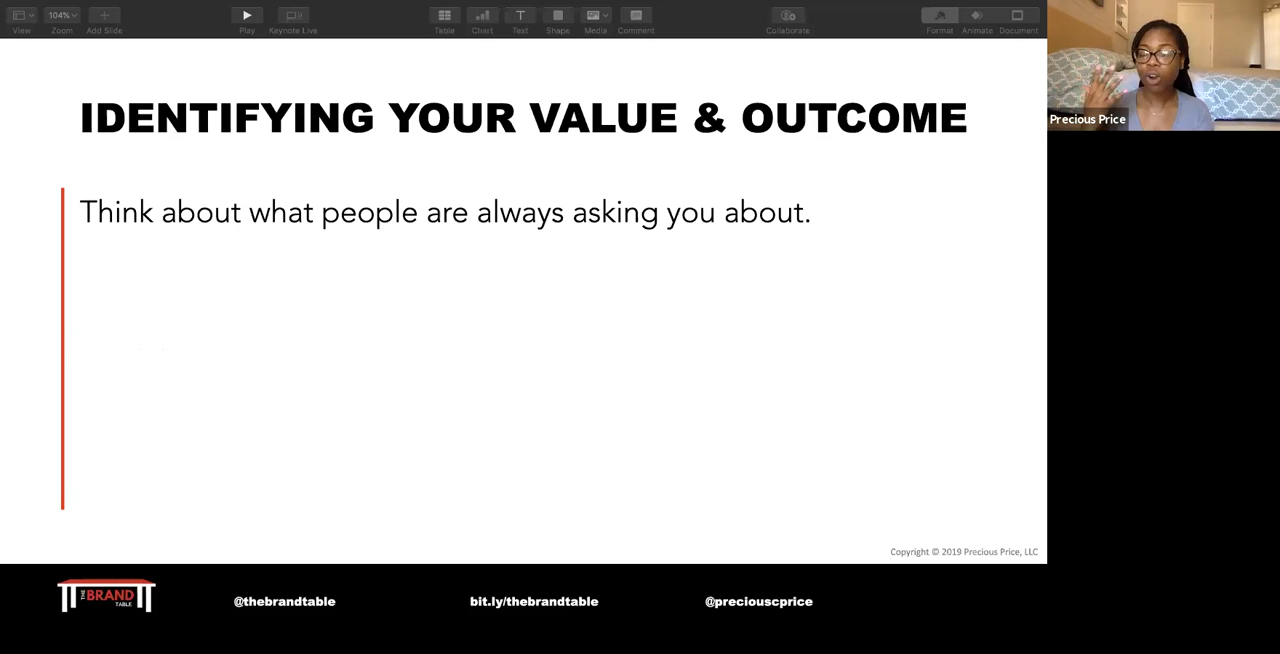 View
104%
Zoom
Add Slide
Play
Keynote Live
Table
Chart
Text
Shape
Media
Comment
Collaborate
Format
Animate
Document
Precious Price
IDENTIFYING YOUR VALUE & OUTCOME
Think about what people are always asking you about.
Copyright © 2019 Precious Price, LLC
THE BRAND TABLE
@thebrandtable
bit.ly/thebrandtable
@preciouscprice